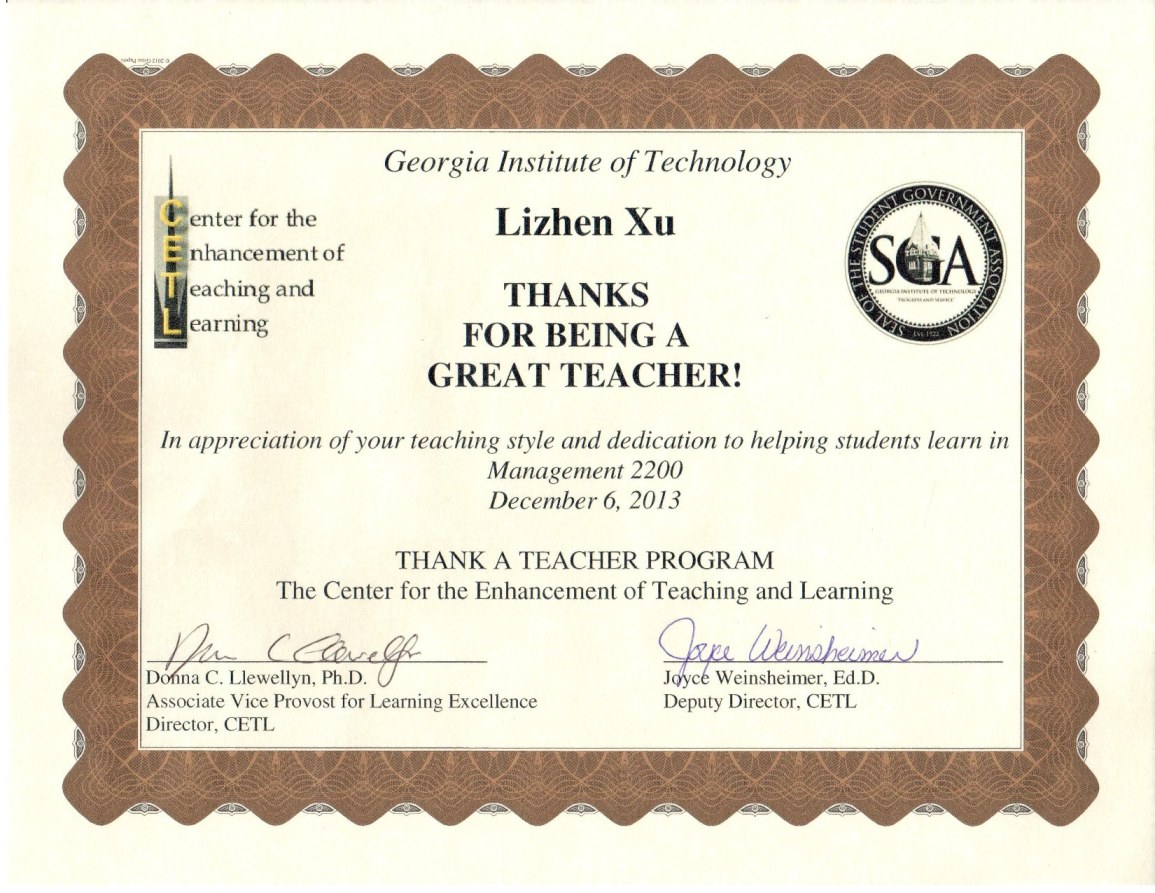 © 2012 Geographics
Georgia Institute of Technology
Center for the
Enhancement of
Teaching and
Learning
Lizhen Xu
SEAL OF THE STUDENT GOVERNMENT ASSOCIATION
SGA
GEORGIA INSTITUTE OF TECHNOLOGY
"PROGRESS AND SERVICE"
Est. 1922
THANKS
FOR BEING A
GREAT TEACHER!
In appreciation of your teaching style and dedication to helping students learn in
Management 2200
December 6, 2013
THANK A TEACHER PROGRAM
The Center for the Enhancement of Teaching and Learning
Joyce Weinsheimer
Donna C. Llewellyn, Ph.D.
Associate Vice Provost for Learning Excellence
Director, CETL
Joyce Weinsheimer, Ed.D.
Deputy Director, CETL